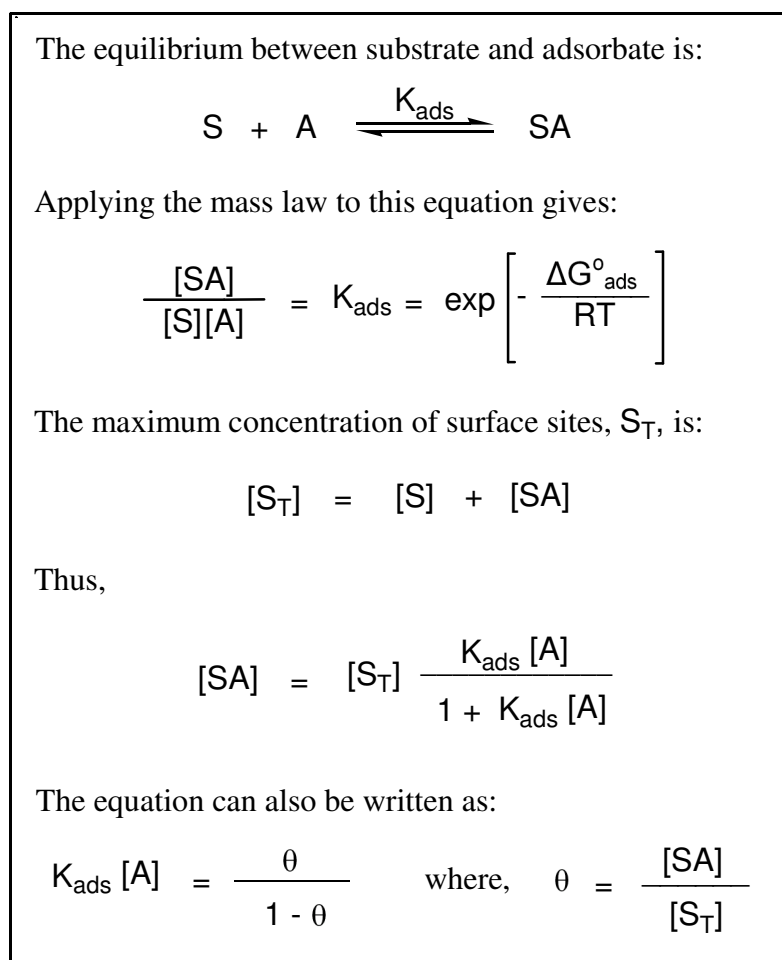 The equilibrium between substrate and adsorbate is:
S + A ⇌ SA
K_ads
Applying the mass law to this equation gives:
[SA] / [S][A] = K_ads = exp [ - ΔG°_ads / RT ]
The maximum concentration of surface sites, S_T, is:
[S_T] = [S] + [SA]
Thus,
[SA] = [S_T] K_ads [A] / 1 + K_ads [A]
The equation can also be written as:
K_ads [A] = θ / 1 - θ where, θ = [SA] / [S_T]